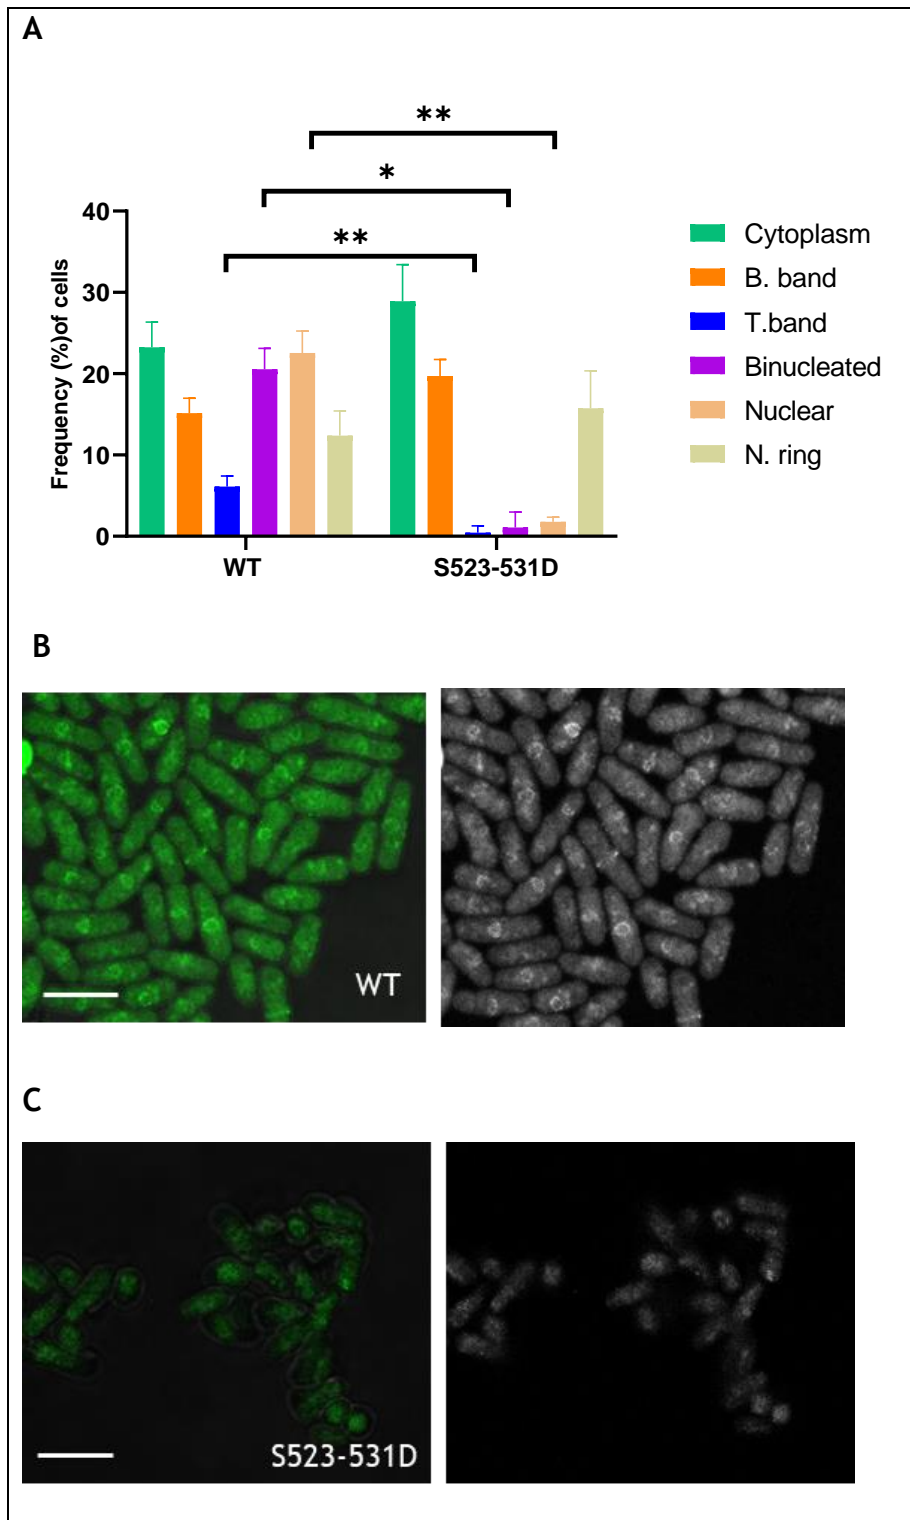 A
**
*
**
40
30
20
10
0
Frequency (%)of cells
WT
S523-531D
Cytoplasm
B. band
T.band
Binucleated
Nuclear
N. ring
B
WT
C
S523-531D